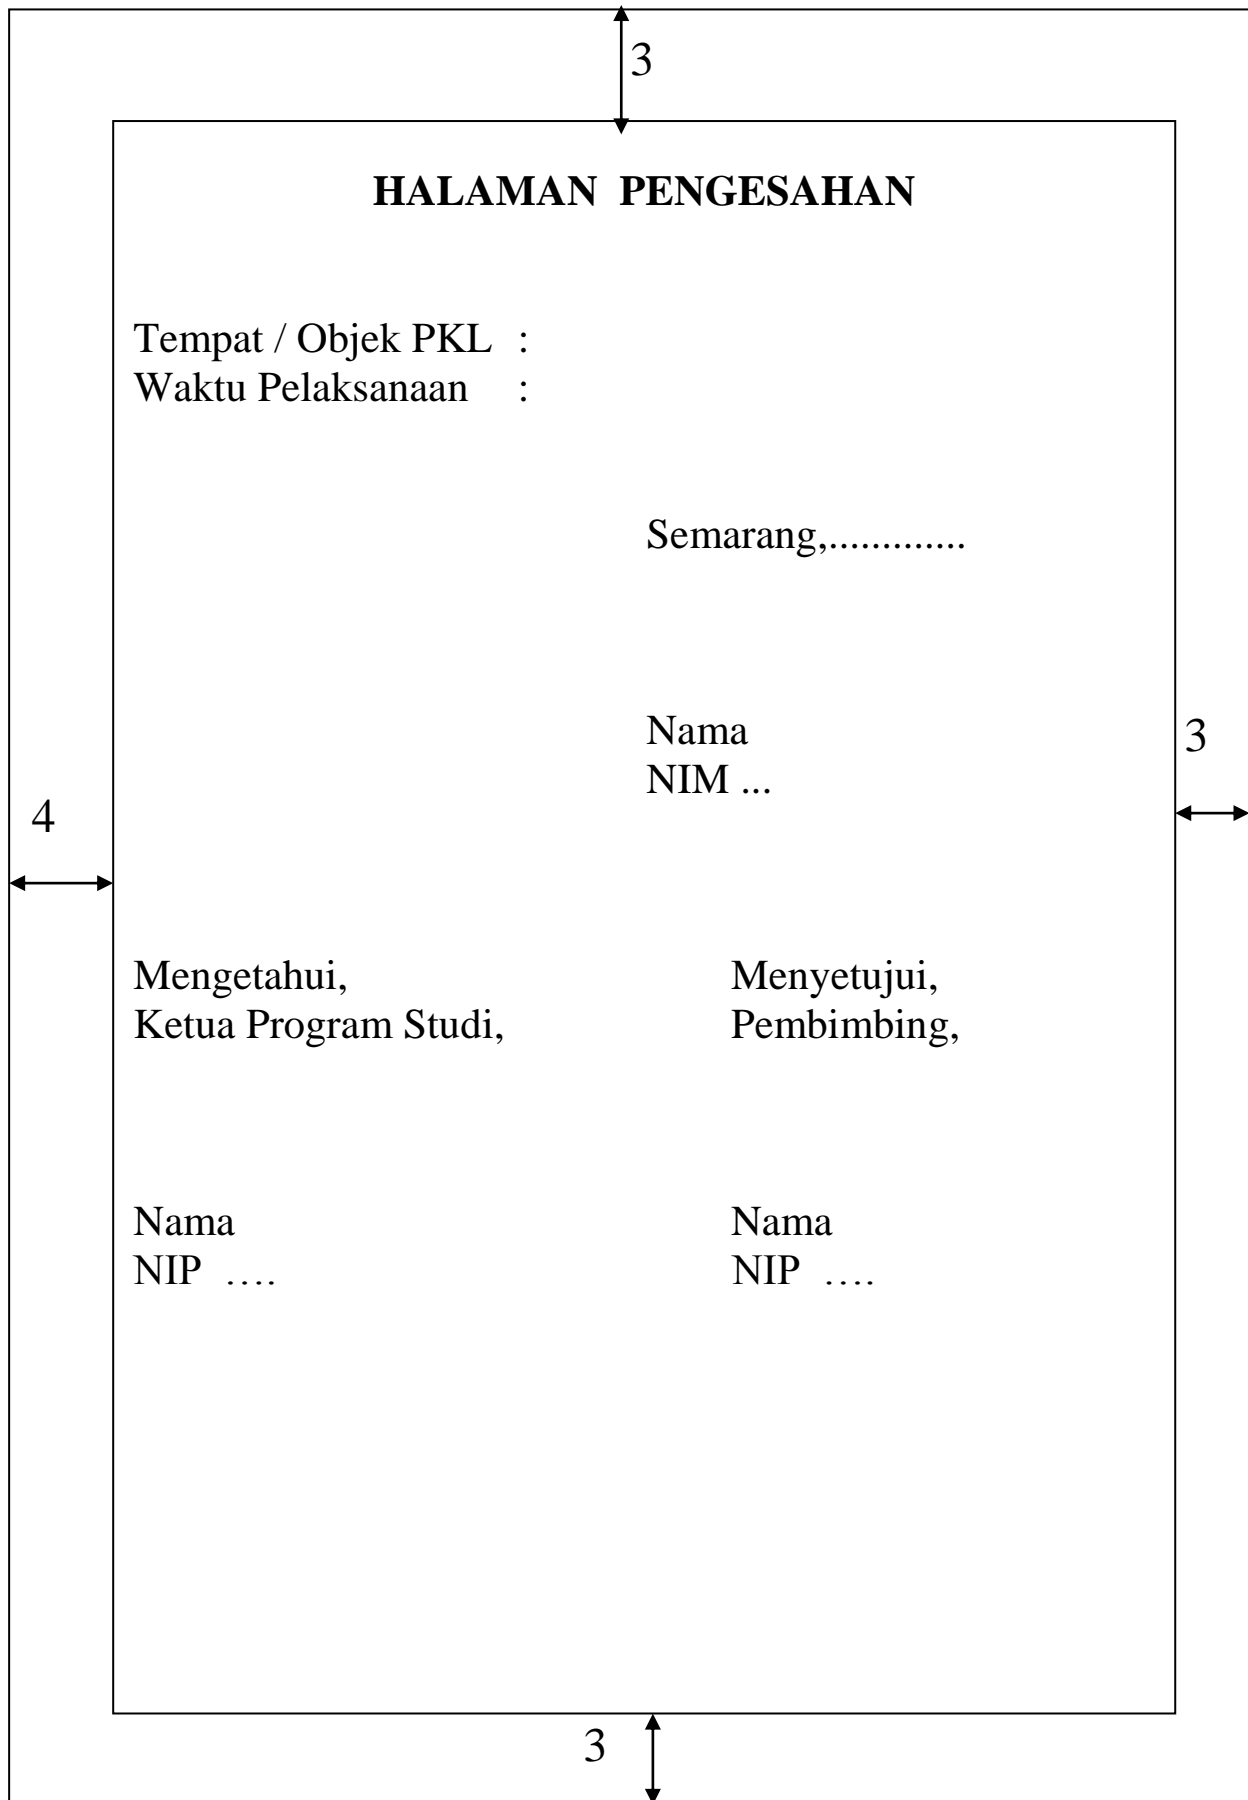 3
HALAMAN PENGESAHAN
Tempat / Objek PKL :
Waktu Pelaksanaan :
Semarang,.............
Nama
NIM ...
3
4
Mengetahui, Menyetujui,
Ketua Program Studi, Pembimbing,
Nama Nama
NIP …. NIP ….
3